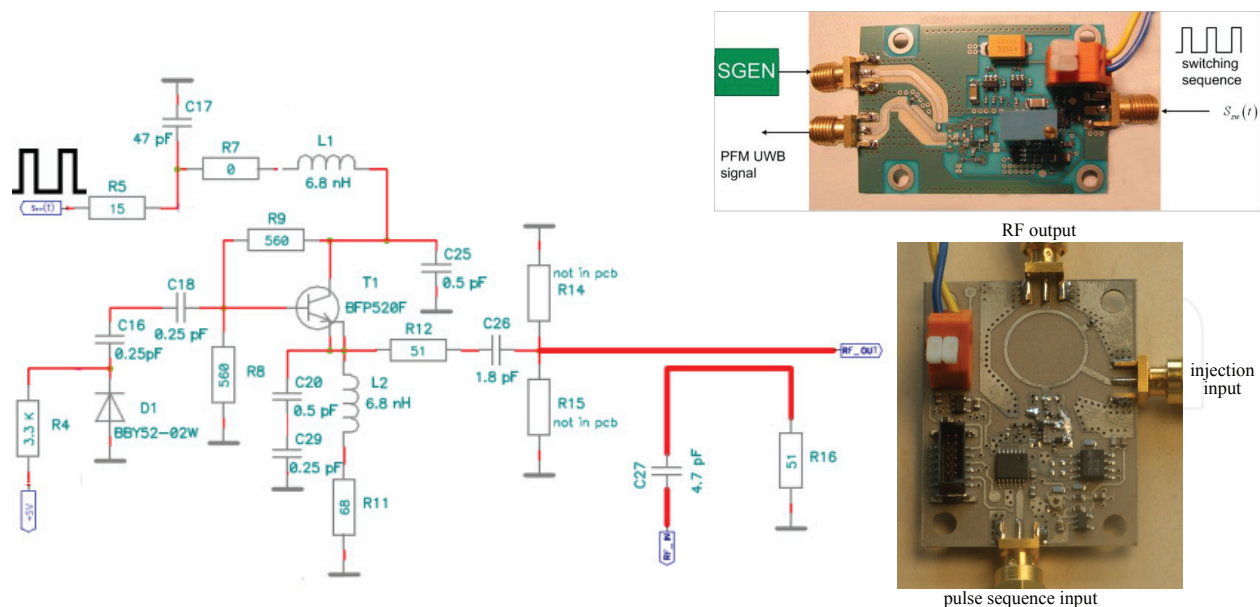 C17
47 pF
R7
0
L1
6.8 nH
R5
15
Ssw(t)
R9
560
C25
0.5 pF
T1
BFP520F
C18
0.25 pF
C16
0.25pF
R8
560
R4
3.3 K
D1
BBY52-02W
+5V
C20
0.5 pF
C29
0.25 pF
L2
6.8 nH
R11
68
R12
51
C26
1.8 pF
not in pcb
R14
R15
not in pcb
RF_OUT
C27
4.7 pF
R16
51
RF_IN
SGEN
PFM UWB
signal
switching
sequence
Ssw(t)
RF output
injection
input
pulse sequence input